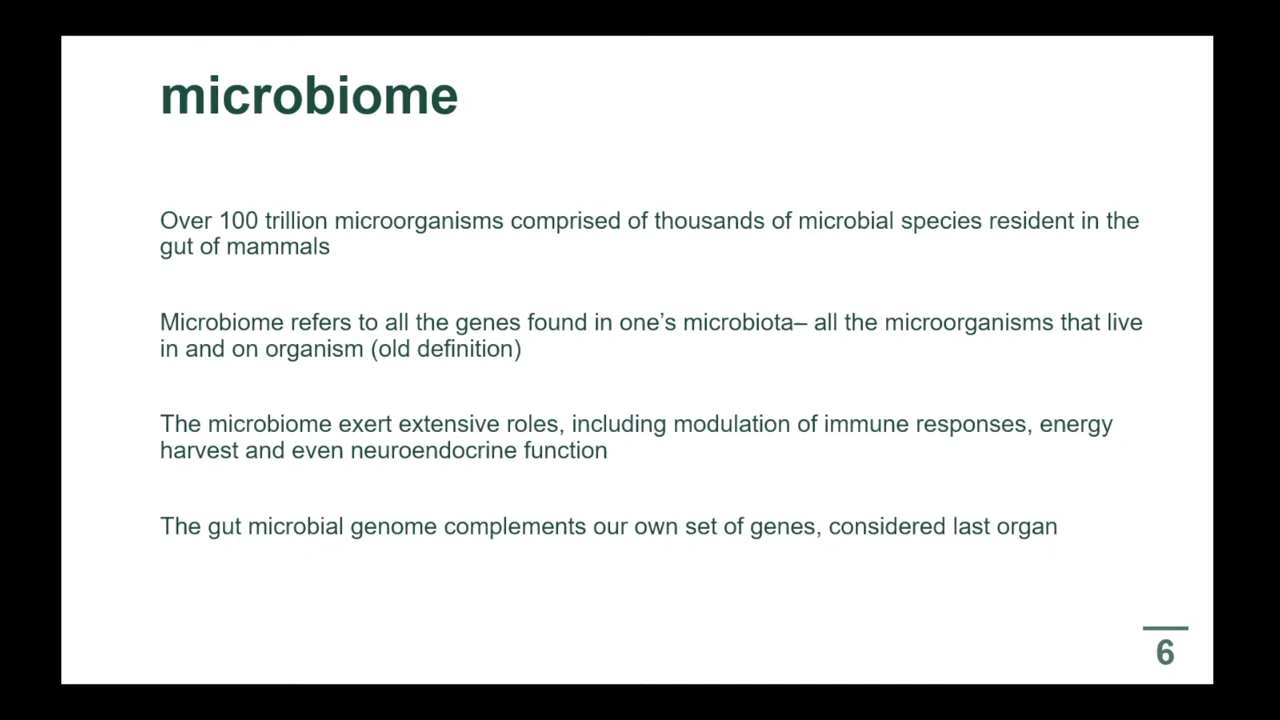 microbiome
Over 100 trillion microorganisms comprised of thousands of microbial species resident in the
gut of mammals
Microbiome refers to all the genes found in one’s microbiota– all the microorganisms that live
in and on organism (old definition)
The microbiome exert extensive roles, including modulation of immune responses, energy
harvest and even neuroendocrine function
The gut microbial genome complements our own set of genes, considered last organ
6